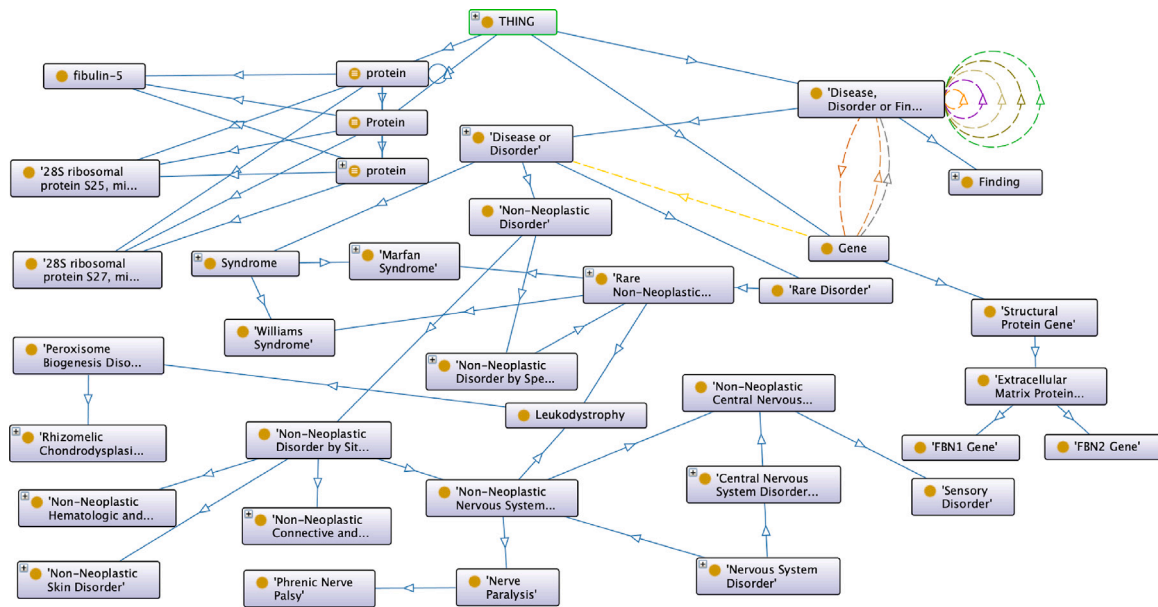 THING
fibulin-5
protein
'Disease,
Disorder or Fin...
Protein
'Disease or
Disorder'
protein
'28S ribosomal
protein S25, mi...
Finding
'Non-Neoplastic
Disorder'
Gene
'28S ribosomal
protein S27, mi...
Syndrome
'Marfan
Syndrome'
'Rare
Non-Neoplastic...
'Rare Disorder'
'Structural
Protein Gene'
'Williams
Syndrome'
'Peroxisome
Biogenesis Diso...
'Non-Neoplastic
Disorder by Spe...
'Non-Neoplastic
Central Nervous...
'Extracellular
Matrix Protein...
Leukodystrophy
'Rhizomelic
Chondrodysplasi...
'Non-Neoplastic
Disorder by Sit...
'FBN1 Gene'
'FBN2 Gene'
'Non-Neoplastic
Hematologic and...
'Non-Neoplastic
Connective and...
'Non-Neoplastic
Nervous System...
'Central Nervous
System Disorder...
'Sensory
Disorder'
'Non-Neoplastic
Skin Disorder'
'Phrenic Nerve
Palsy'
'Nerve
Paralysis'
'Nervous System
Disorder'